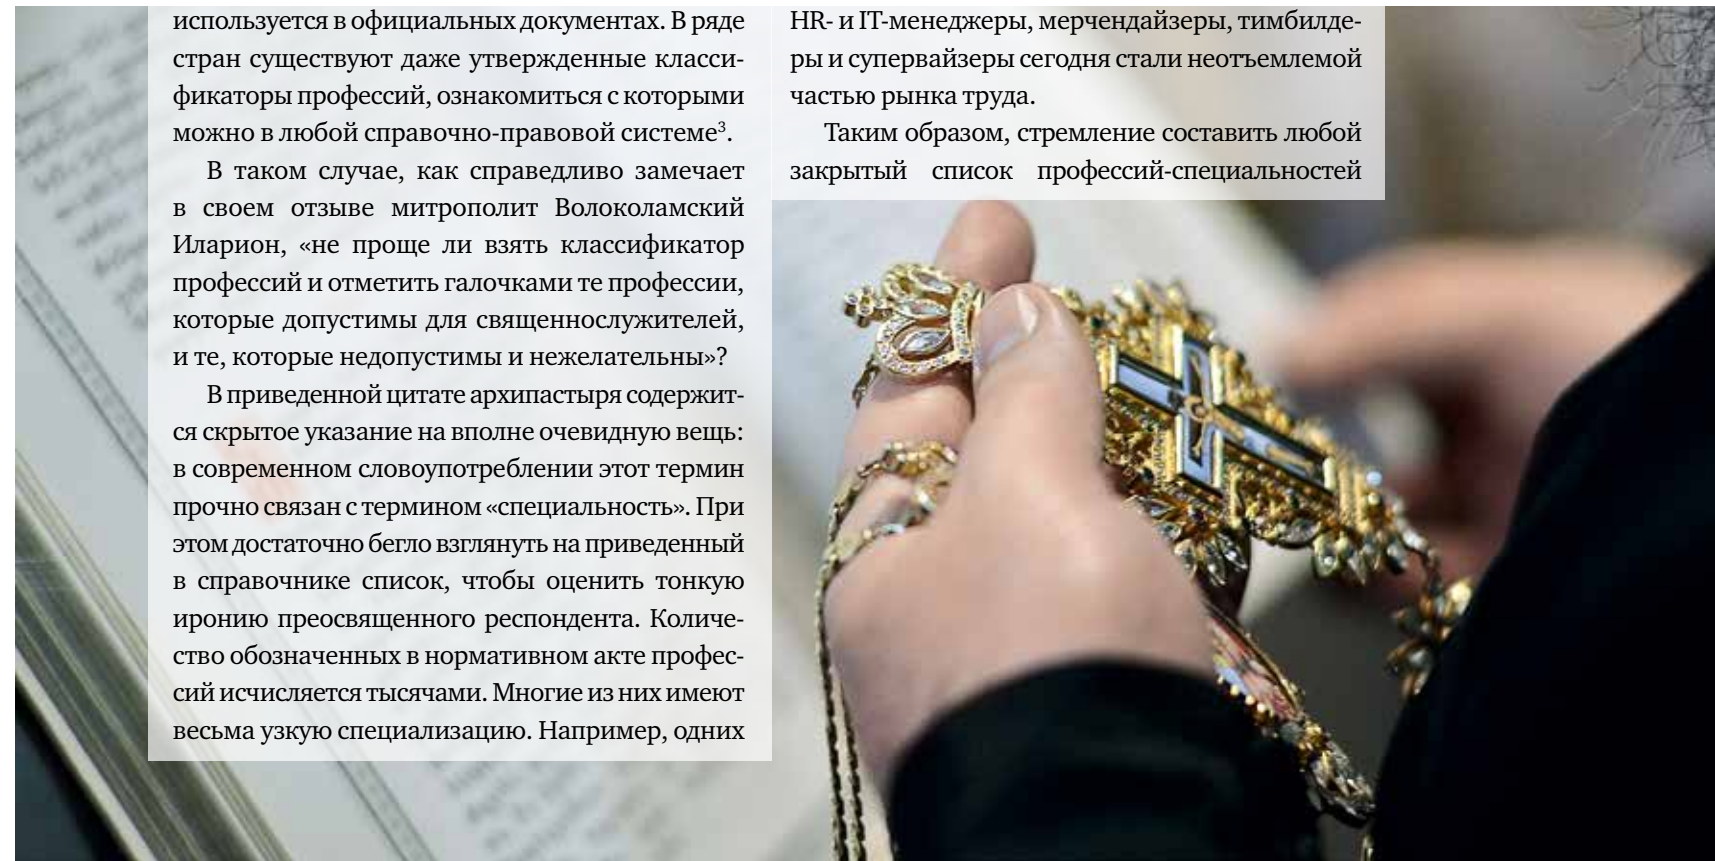 используется в официальных документах. В ряде
стран существуют даже утвержденные класси-
фикаторы профессий, ознакомиться с которыми
можно в любой справочно-правовой системе³.
В таком случае, как справедливо замечает
в своем отзыве митрополит Волоколамский
Иларион, «не проще ли взять классификатор
профессий и отметить галочками те профессии,
которые допустимы для священнослужителей,
и те, которые недопустимы и нежелательны»?
В приведенной цитате архипастыря содержит-
ся скрытое указание на вполне очевидную вещь:
в современном словоупотреблении этот термин
прочно связан с термином «специальность». При
этом достаточно бегло взглянуть на приведенный
в справочнике список, чтобы оценить тонкую
иронию преосвященного респондента. Количе-
ство обозначенных в нормативном акте профес-
сий исчисляется тысячами. Многие из них имеют
весьма узкую специализацию. Например, одних
HR- и IT-менеджеры, мерчендайзеры, тимбилде-
ры и супервайзеры сегодня стали неотъемлемой
частью рынка труда.
Таким образом, стремление составить любой
закрытый список профессий-специальностей